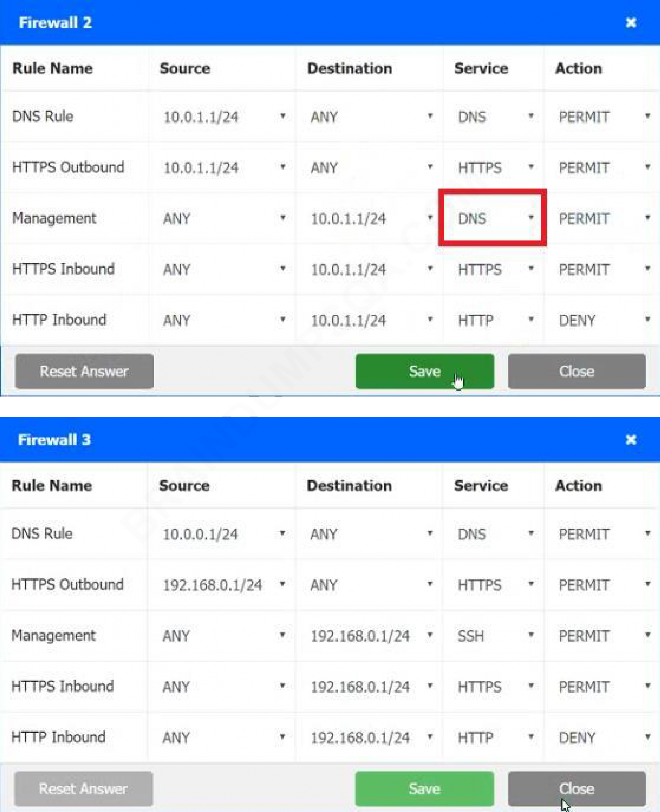 Firewall 2 ×
Rule Name Source Destination Service Action
DNS Rule 10.0.1.1/24 ANY DNS PERMIT
HTTPS Outbound 10.0.1.1/24 ANY HTTPS PERMIT
Management ANY 10.0.1.1/24 DNS PERMIT
HTTPS Inbound ANY 10.0.1.1/24 HTTPS PERMIT
HTTP Inbound ANY 10.0.1.1/24 HTTP DENY
Reset Answer Save Close
Firewall 3 ×
Rule Name Source Destination Service Action
DNS Rule 10.0.0.1/24 ANY DNS PERMIT
HTTPS Outbound 192.168.0.1/24 ANY HTTPS PERMIT
Management ANY 192.168.0.1/24 SSH PERMIT
HTTPS Inbound ANY 192.168.0.1/24 HTTPS PERMIT
HTTP Inbound ANY 192.168.0.1/24 HTTP DENY
Reset Answer Save Close